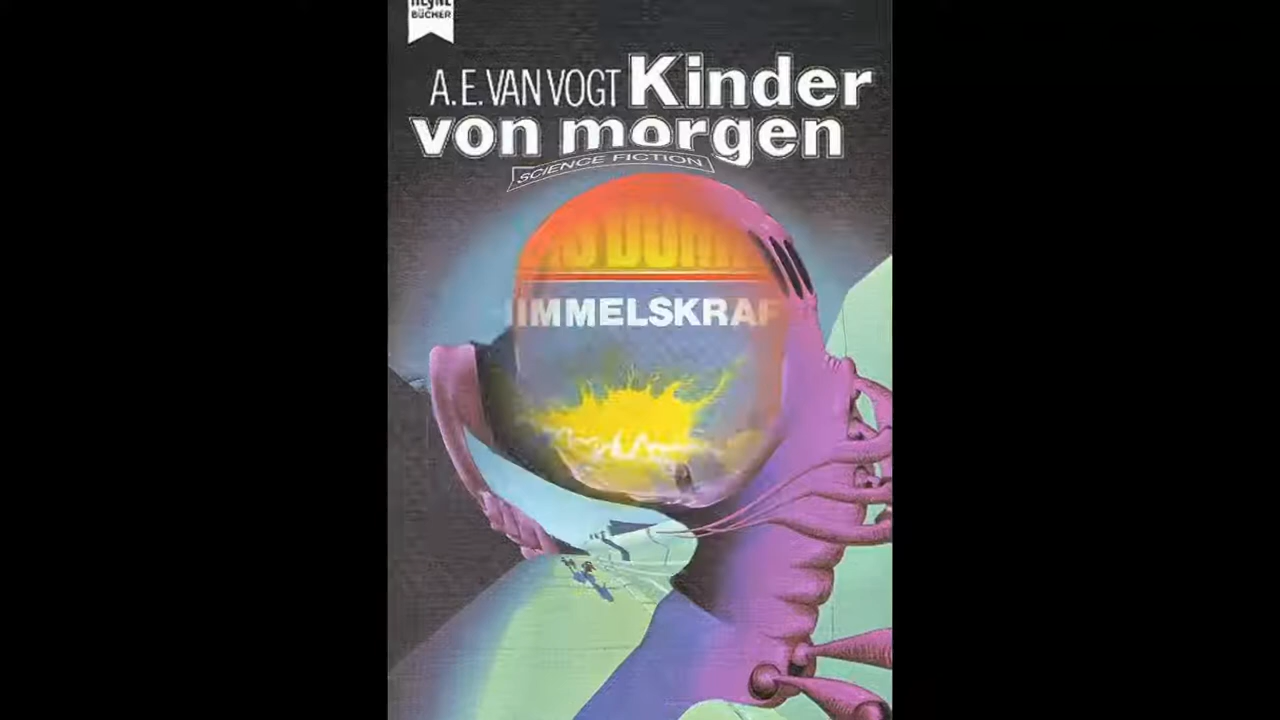 HEYNE
BÜCHER
A.E. VAN VOGT Kinder
von morgen
SCIENCE FICTION
IMMELSKRAF